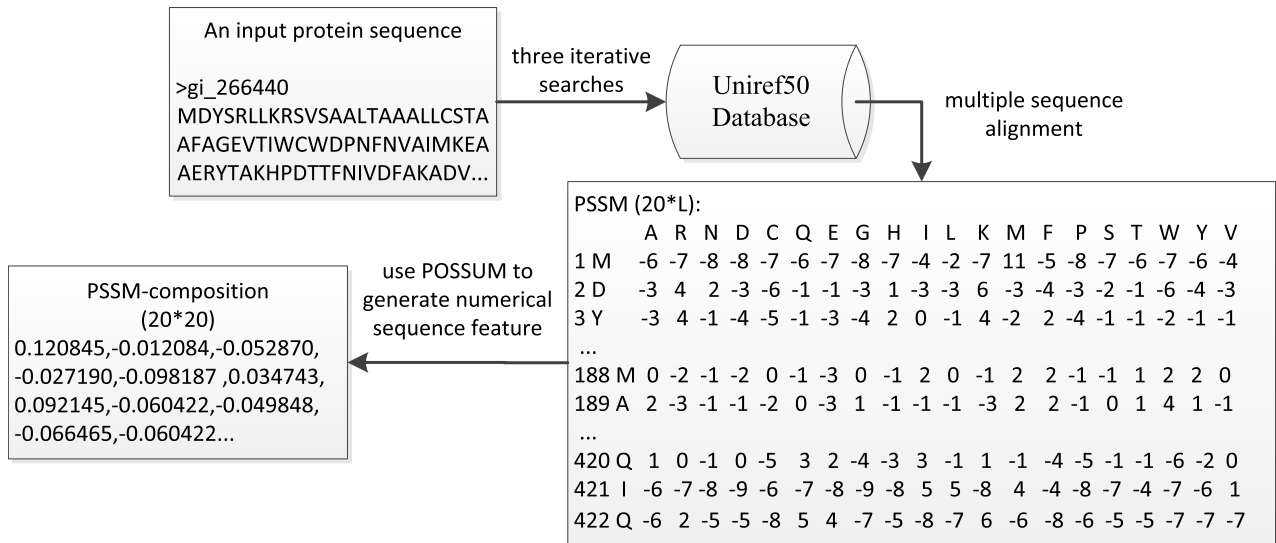 An input protein sequence
>gi_266440
MDYSRLLKRSVSAALTAAALLCSTA
AFAGEVTIWCWDPNFNVAIMKEA
AERYTAKHPDTTFNIVDFAKADV...
three iterative
searches
Uniref50
Database
multiple sequence
alignment
PSSM (20*L):
A R N D C Q E G H I L K M F P S T W Y V
1 M -6 -7 -8 -8 -7 -6 -7 -8 -7 -4 -2 -7 11 -5 -8 -7 -6 -7 -6 -4
2 D -3 4 2 -3 -6 -1 -1 -3 1 -3 -3 6 -3 -4 -3 -2 -1 -6 -4 -3
3 Y -3 4 -1 -4 -5 -1 -3 -4 2 0 -1 4 -2 2 -4 -1 -1 -2 -1 -1
...
188 M 0 -2 -1 -2 0 -1 -3 0 -1 2 0 -1 2 2 -1 -1 1 2 2 0
189 A 2 -3 -1 -1 -2 0 -3 1 -1 -1 -1 -3 2 2 -1 0 1 4 1 -1
...
420 Q 1 0 -1 0 -5 3 2 -4 -3 3 -1 1 -1 -4 -5 -1 -1 -6 -2 0
421 I -6 -7 -8 -9 -6 -7 -8 -9 -8 5 5 -8 4 -4 -8 -7 -4 -7 -6 1
422 Q -6 2 -5 -5 -8 5 4 -7 -5 -8 -7 6 -6 -8 -6 -5 -5 -7 -7 -7
use POSSUM to
generate numerical
sequence feature
PSSM-composition
(20*20)
0.120845,-0.012084,-0.052870,
-0.027190,-0.098187 ,0.034743,
0.092145,-0.060422,-0.049848,
-0.066465,-0.060422...